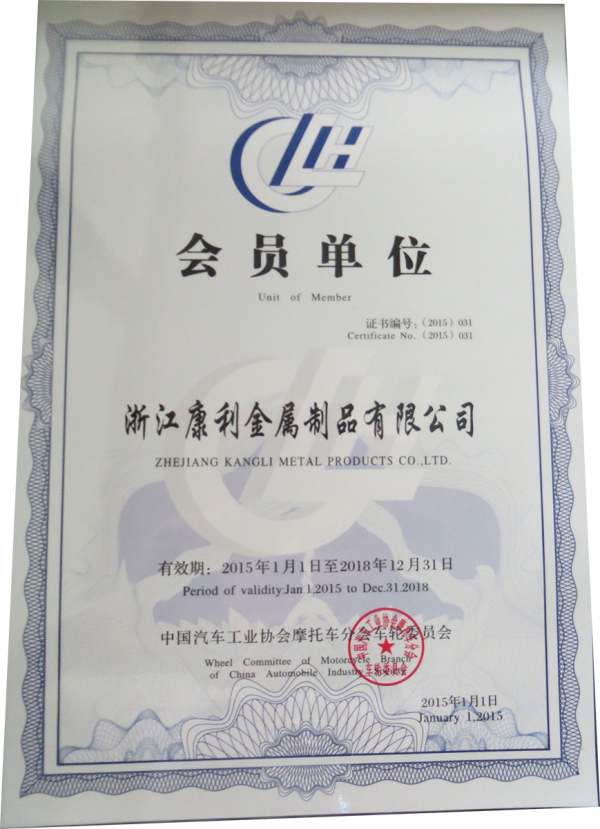 会员单位
Unit of Member
证书编号:(2015)031
Certificate No.(2015)031
浙江康利金属制品有限公司
ZHEJIANG KANGLI METAL PRODUCTS CO.,LTD.
有效期：2015年1月1日至2018年12月31日
Period of validity:Jan.1.2015 to Dec.31.2018
中国汽车工业协会摩托车分会车轮委员会
Wheel Committee of Motorcycle Branch
of China Automobile Industry
2015年1月1日
January 1,2015